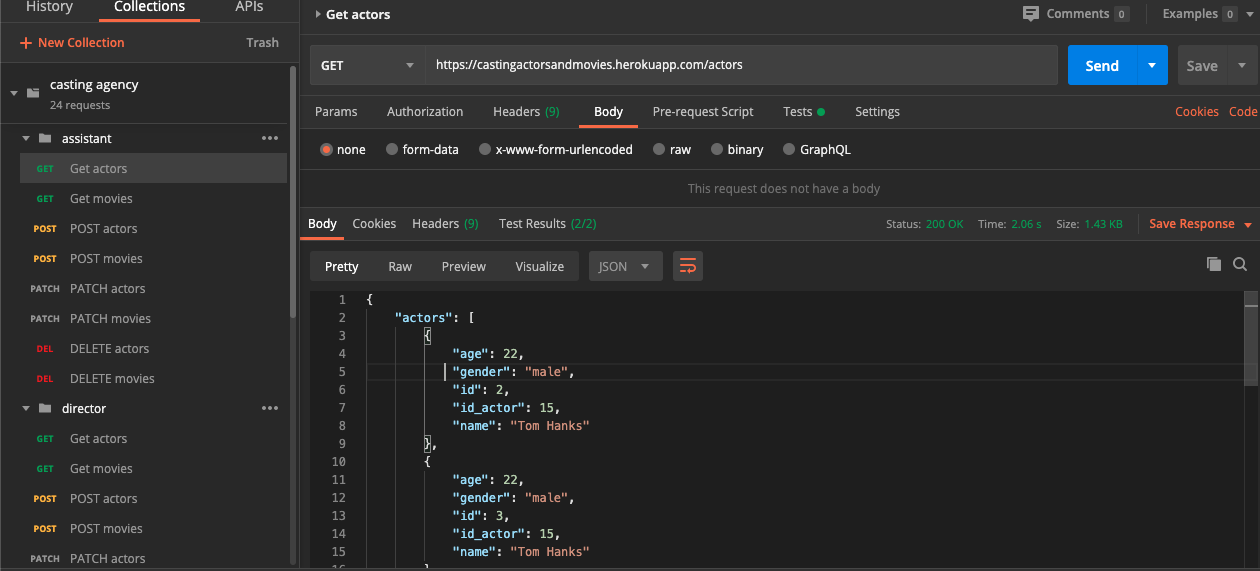 History Collections APIs
+ New Collection Trash
casting agency
24 requests
assistant
GET Get actors
GET Get movies
POST POST actors
POST POST movies
PATCH PATCH actors
PATCH PATCH movies
DEL DELETE actors
DEL DELETE movies
director
GET Get actors
GET Get movies
POST POST actors
POST POST movies
PATCH PATCH actors
Get actors Comments 0 Examples 0
GET https://castingactorsandmovies.herokuapp.com/actors Send Save
Params Authorization Headers (9) Body Pre-request Script Tests Settings Cookies Code
none form-data x-www-form-urlencoded raw binary GraphQL
This request does not have a body
Body Cookies Headers (9) Test Results (2/2) Status: 200 OK Time: 2.06 s Size: 1.43 KB Save Response
Pretty Raw Preview Visualize JSON
1 {
2 "actors": [
3 {
4 "age": 22,
5 "gender": "male",
6 "id": 2,
7 "id_actor": 15,
8 "name": "Tom Hanks"
9 },
10 {
11 "age": 22,
12 "gender": "male",
13 "id": 3,
14 "id_actor": 15,
15 "name": "Tom Hanks"